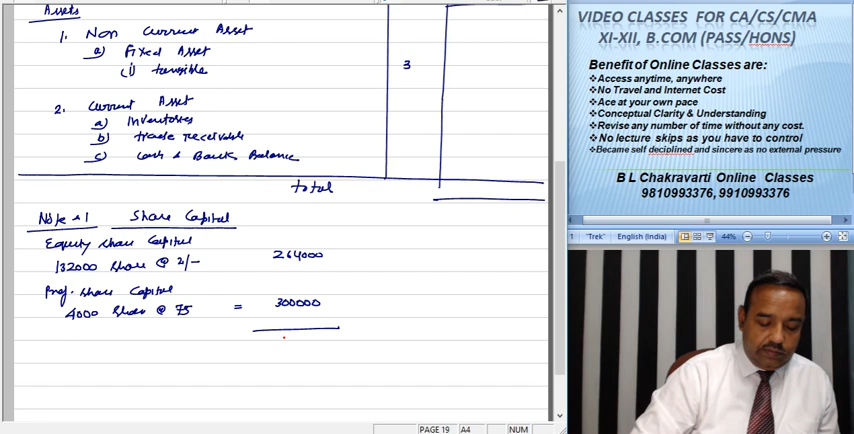 Assets
1. Non Current Asset
a) Fixed Asset
(i) tangible
3
2. Current Asset
a) Inventories
b) trade receivable
c) Cash & Bank Balance
total
Note 1 Share Capital
Equity share Capital
132000 share @ 2/- 264000
Pref. share Capital
4000 share @ 75 = 300000
PAGE 19 A4 NUM
VIDEO CLASSES FOR CA/CS/CMA
XI-XII, B.COM (PASS/HONS)
Benefit of Online Classes are:
❖Access anytime, anywhere
❖No Travel and Internet Cost
❖Ace at your own pace
❖Conceptual Clarity & Understanding
❖Revise any number of time without any cost.
❖No lecture skips as you have to control
❖Became self deciplined and sincere as no external pressure
B L Chakravarti Online Classes
9810993376, 9910993376
1 "Trek" English (India) 44%